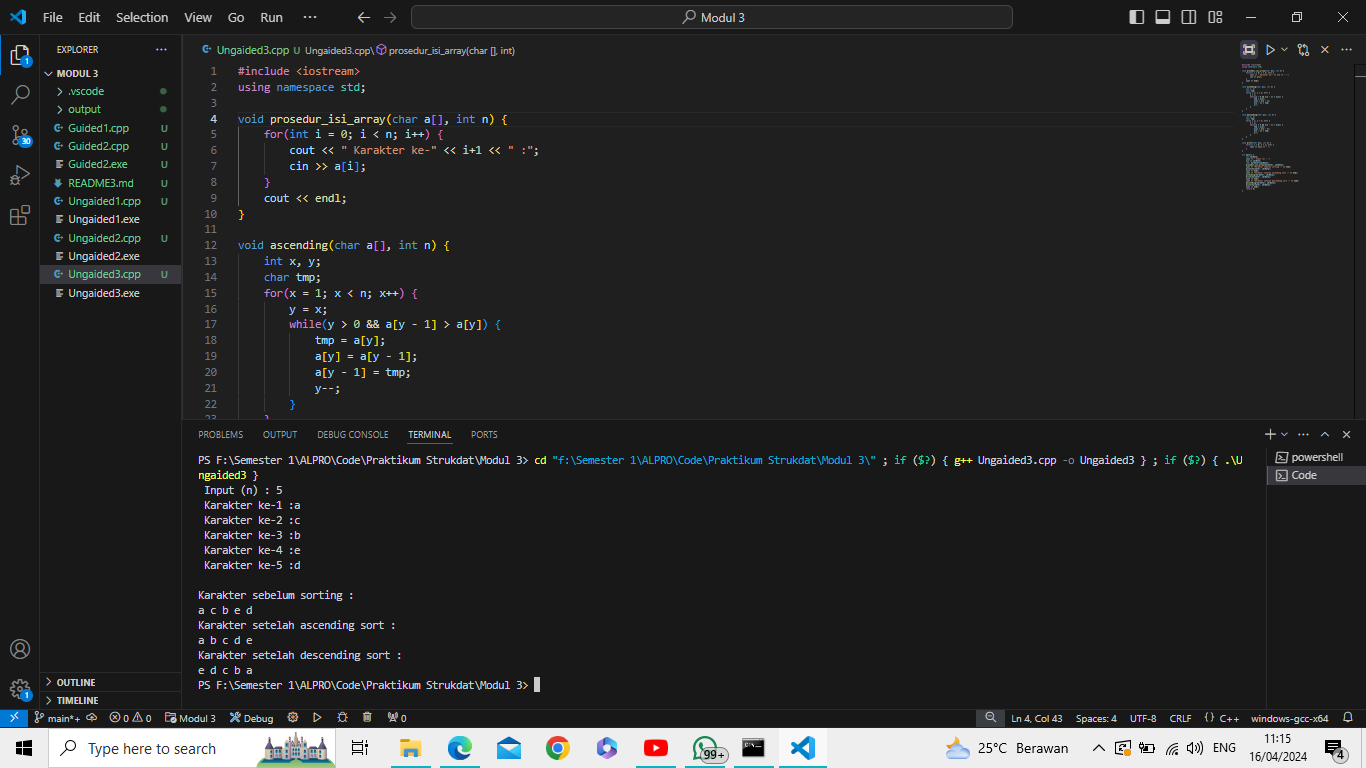 File Edit Selection View Go Run ··· Modul 3
EXPLORER ···
MODUL 3
.vscode
output
Guided1.cpp U
Guided2.cpp U
Guided2.exe U
README3.md U
Ungaided1.cpp U
Ungaided1.exe
Ungaided2.cpp U
Ungaided2.exe
Ungaided3.cpp U
Ungaided3.exe
OUTLINE
TIMELINE
1
30
1
Ungaided3.cpp U Ungaided3.cpp\ prosedur_isi_array(char [], int)
1 #include <iostream>
2 using namespace std;
3
4 void prosedur_isi_array(char a[], int n) {
5 for(int i = 0; i < n; i++) {
6 cout << " Karakter ke-" << i+1 << " :";
7 cin >> a[i];
8 }
9 cout << endl;
10 }
11
12 void ascending(char a[], int n) {
13 int x, y;
14 char tmp;
15 for(x = 1; x < n; x++) {
16 y = x;
17 while(y > 0 && a[y - 1] > a[y]) {
18 tmp = a[y];
19 a[y] = a[y - 1];
20 a[y - 1] = tmp;
21 y--;
22 }
23 }
PROBLEMS OUTPUT DEBUG CONSOLE TERMINAL PORTS
PS F:\Semester 1\ALPRO\Code\Praktikum Strukdat\Modul 3> cd "f:\Semester 1\ALPRO\Code\Praktikum Strukdat\Modul 3\" ; if ($?) { g++ Ungaided3.cpp -o Ungaided3 } ; if ($?) { .\U
ngaided3 }
Input (n) : 5
Karakter ke-1 :a
Karakter ke-2 :c
Karakter ke-3 :b
Karakter ke-4 :e
Karakter ke-5 :d
Karakter sebelum sorting :
a c b e d
Karakter setelah ascending sort :
a b c d e
Karakter setelah descending sort :
e d c b a
PS F:\Semester 1\ALPRO\Code\Praktikum Strukdat\Modul 3>
powershell
Code
main*+ 0 0 Modul 3 Debug 0 Ln 4, Col 43 Spaces: 4 UTF-8 CRLF {} C++ windows-gcc-x64
Type here to search 99+ 25°C Berawan ENG 11:15
16/04/2024 4